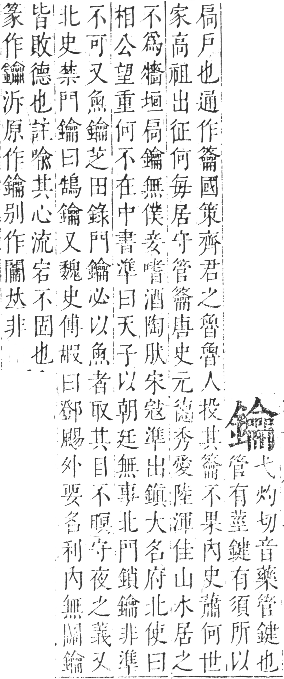 鑰
弋灼切音藥管鍵也
管有莖鍵有須所以
扃戶也通作籥國策齊君之魯魯人投其籥不果內史蕭何世
家高祖出征何每居守管籥唐史元德秀愛陸渾佳山水居之
不爲牆垣扃鑰無僕妾嗜酒陶肰宋宼準出鎮大名府北使曰
相公望重何不在中書準曰天子以朝廷無事北門鎖鑰非準
不可又魚鑰芝田錄門鑰必以魚者取其目不瞑守夜之義又
北史禁門鑰曰鵠鑰又魏史傅嘏曰鄧颺外要名利內無關鑰
皆敗德也註喻其心流宕不固也
篆作鑰泝原作鑰別作闟㚐非